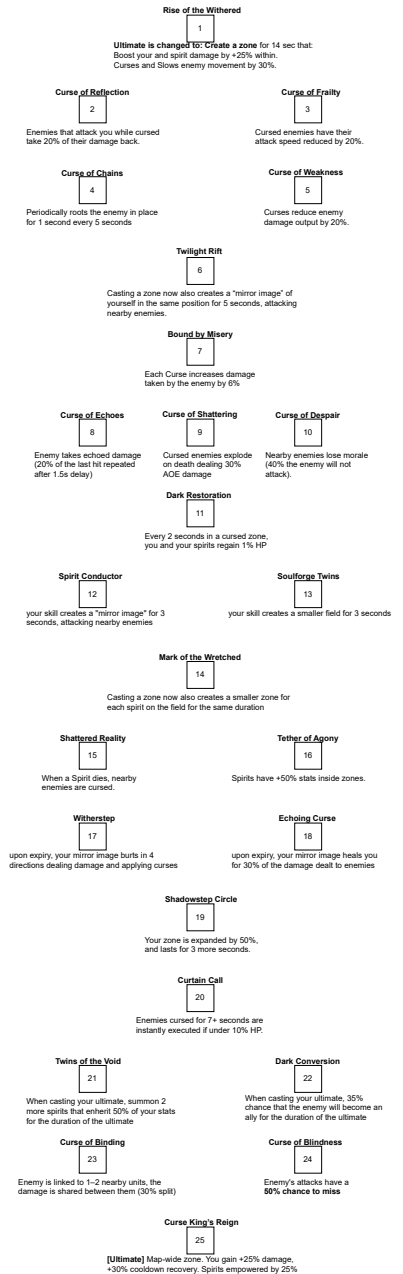 Rise of the Withered
1
Ultimate is changed to: Create a zone for 14 sec that:
Boost your and spirit damage by +25% within.
Curses and Slows enemy movement by 30%.
Curse of Reflection
2
Enemies that attack you while cursed
take 20% of their damage back.
Curse of Frailty
3
Cursed enemies have their
attack speed reduced by 20%.
Curse of Chains
4
Periodically roots the enemy in place
for 1 second every 5 seconds
Curse of Weakness
5
Curses reduce enemy
damage output by 20%.
Twilight Rift
6
Casting a zone now also creates a “mirror image” of
yourself in the same position for 5 seconds, attacking
nearby enemies.
Bound by Misery
7
Each Curse increases damage
taken by the enemy by 6%
Curse of Echoes
8
Enemy takes echoed damage
(20% of the last hit repeated
after 1.5s delay)
Curse of Shattering
9
Cursed enemies explode
on death dealing 30%
AOE damage
Curse of Despair
10
Nearby enemies lose morale
(40% the enemy will not
attack).
Dark Restoration
11
Every 2 seconds in a cursed zone,
you and your spirits regain 1% HP
Spirit Conductor
12
your skill creates a "mirror image" for 3
seconds, attacking nearby enemies
Soulforge Twins
13
your skill creates a smaller field for 3 seconds
Mark of the Wretched
14
Casting a zone now also creates a smaller zone for
each spirit on the field for the same duration
Shattered Reality
15
When a Spirit dies, nearby
enemies are cursed.
Tether of Agony
16
Spirits have +50% stats inside zones.
Witherstep
17
upon expiry, your mirror image burts in 4
directions dealing damage and applying curses
Echoing Curse
18
upon expiry, your mirror image heals you
for 30% of the damage dealt to enemies
Shadowstep Circle
19
Your zone is expanded by 50%,
and lasts for 3 more seconds.
Curtain Call
20
Enemies cursed for 7+ seconds are
instantly executed if under 10% HP.
Twins of the Void
21
When casting your ultimate, summon 2
more spirits that enherit 50% of your stats
for the duration of the ultimate
Dark Conversion
22
When casting your ultimate, 35%
chance that the enemy will become an
ally for the duration of the ultimate
Curse of Binding
23
Enemy is linked to 1–2 nearby units, the
damage is shared between them (30% split)
Curse of Blindness
24
Enemy's attacks have a
50% chance to miss
Curse King's Reign
25
[Ultimate] Map-wide zone. You gain +25% damage,
+30% cooldown recovery. Spirits empowered by 25%